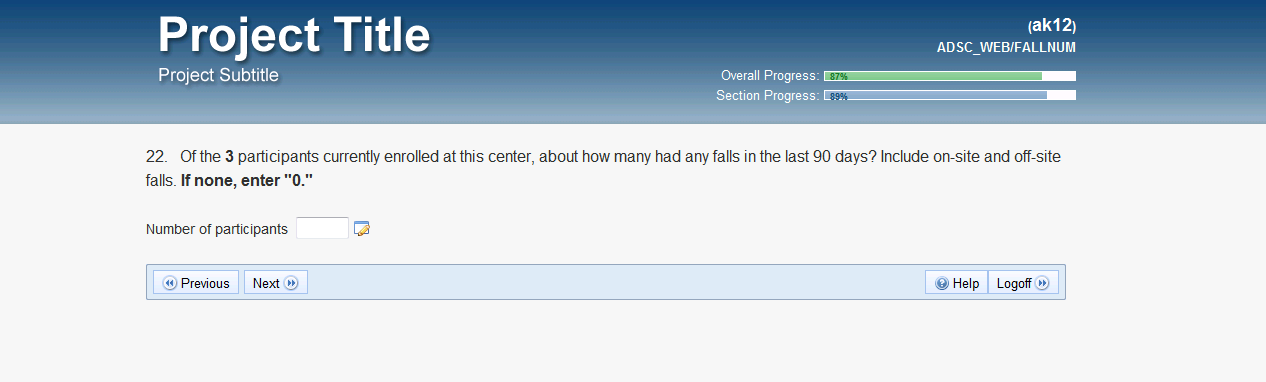 Project Title
Project Subtitle
(ak12)
ADSC_WEB/FALLNUM
Overall Progress: 87%
Section Progress: 89%
22. Of the 3 participants currently enrolled at this center, about how many had any falls in the last 90 days? Include on-site and off-site
falls. If none, enter "0."
Number of participants
Previous Next Help Logoff